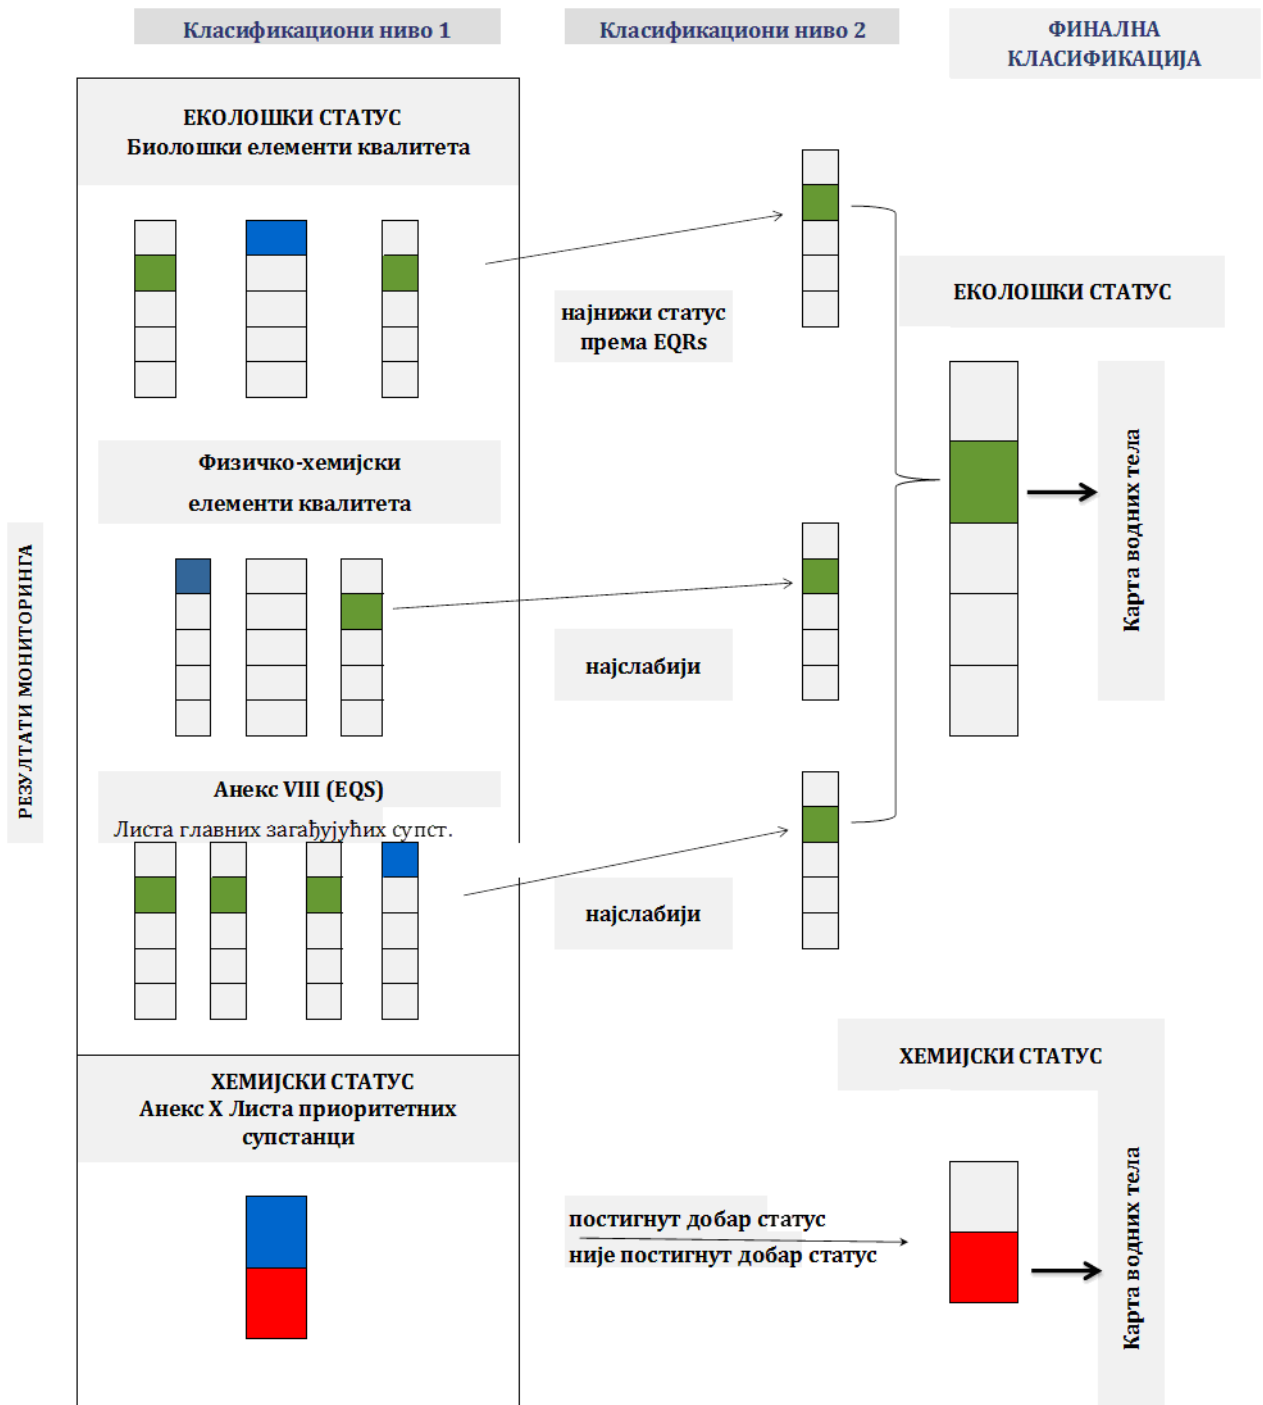 Класификациони ниво 1
Класификациони ниво 2
ФИНАЛНА
КЛАСИФИКАЦИЈА
ЕКОЛОШКИ СТАТУС
Биолошки елементи квалитета
најнижи статус
према EQRs
ЕКОЛОШКИ СТАТУС
Карта водних тела
Физичко-хемијски
елементи квалитета
РЕЗУЛТАТИ МОНИТОРИНГА
најслабији
Анекс VIII (EQS)
Листа главних загађујућих супст.
најслабији
ХЕМИЈСКИ СТАТУС
Анекс X Листа приоритетних
супстанци
ХЕМИЈСКИ СТАТУС
постигнут добар статус
није постигнут добар статус
Карта водних тела